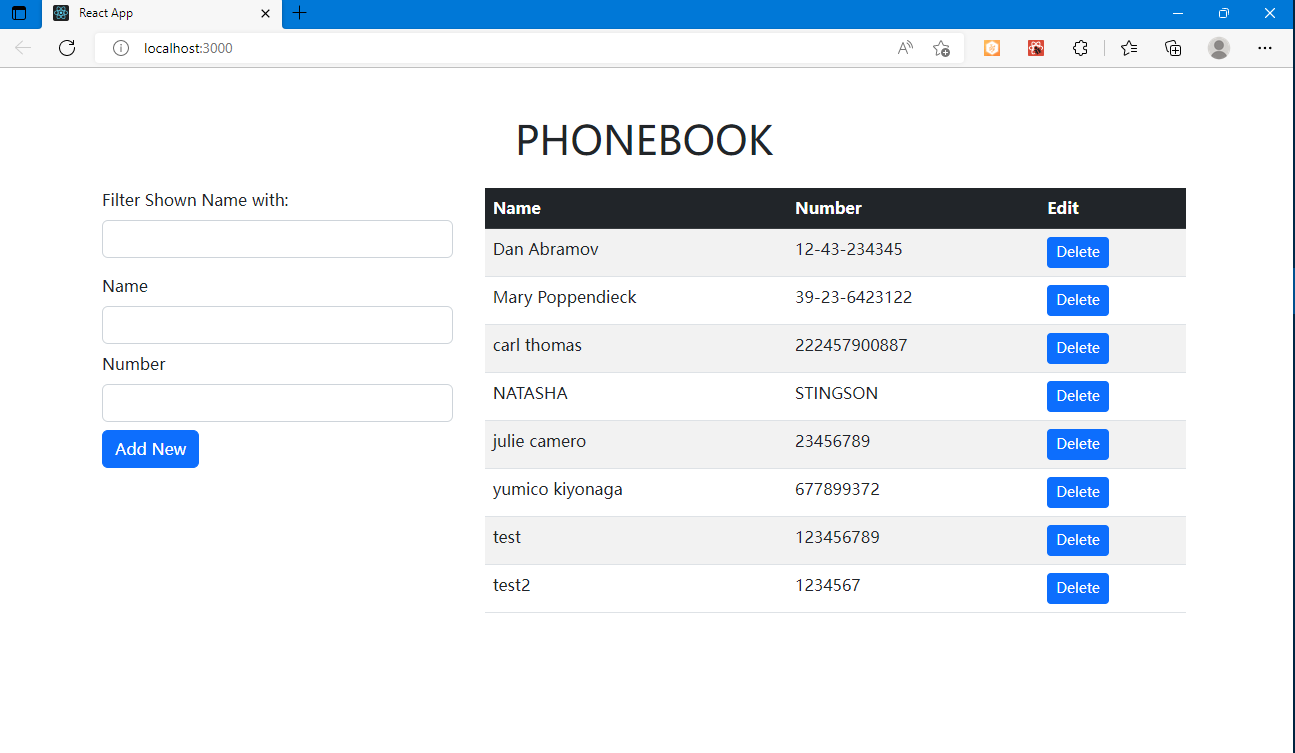 React App
localhost:3000
PHONEBOOK
Filter Shown Name with:
Name
Number
Add New
Name Number Edit
Dan Abramov 12-43-234345 Delete
Mary Poppendieck 39-23-6423122 Delete
carl thomas 222457900887 Delete
NATASHA STINGSON Delete
julie camero 23456789 Delete
yumico kiyonaga 677899372 Delete
test 123456789 Delete
test2 1234567 Delete